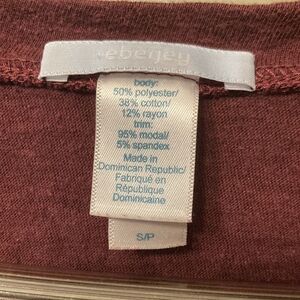 eberjey
body:
50% polyester/
38% cotton/
12% rayon
trim:
95% modal/
5% spandex
Made in
Dominican Republic/
Fabriqué en
République
Dominicaine
S/P